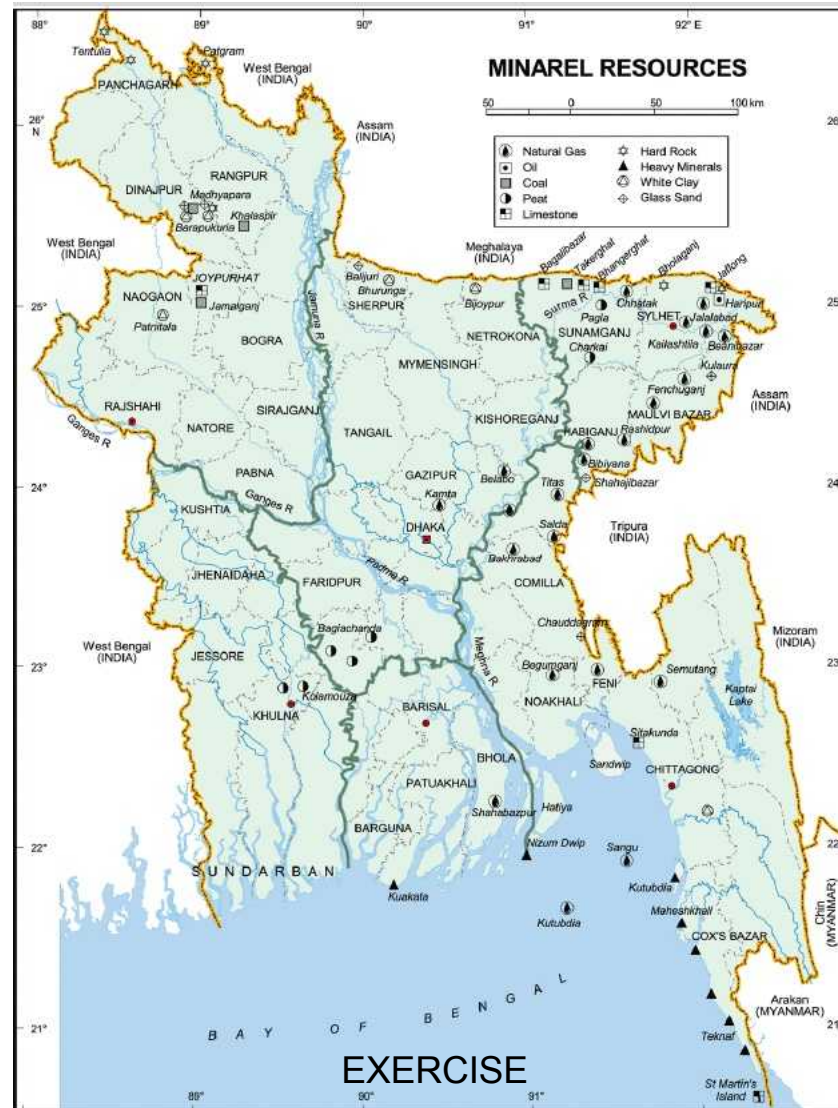 88°
89°
91°
92 E
MINAREL RESOURCES
50
0
50
100 km
Natural Gas
Oil
Coal
Peat
Limestone
Hard Rock
Heavy Minerals
White Clay
Glass Sand
Tentulia
Patgram
West Bengal
(INDIA)
PANCHAGARH
26°
N
Assam
(INDIA)
RANGPUR
DINAJPUR
Madhyapara
Barapukuria
Khalaspir
West Bengal
(INDIA)
Meghalaya
(INDIA)
Bagalibazar
Takerghat
Bhangerghat
Bholaganj
Jaflong
JOYPURHAT
Jamalganj
Balijuri
Bhurunga
SHERPUR
Bijoypur
Surma R
Chhatak
Haripur
25°
NAOGAON
Patnitala
Jamuna R
NETROKONA
Pagla
SUNAMGANJ
SYLHET
Jalalabad
Kailashtila
Beanibazar
BOGRA
MYMENSINGH
Charkai
Kulaura
Fenchuganj
Assam
(INDIA)
RAJSHAHI
SIRAJGANJ
KISHOREGANJ
MAULVI BAZAR
Ganges R
NATORE
TANGAIL
HABIGANJ
Rashidpur
PABNA
GAZIPUR
Belabo
Bibiyana
Titas
Shahajibazar
24°
KUSHTIA
Ganges R
Kamta
DHAKA
Salda
Tripura
(INDIA)
Bakhrabad
JHENAIDAHA
FARIDPUR
Padma R
COMILLA
Bagiachanda
Chauddagram
Mizoram
(INDIA)
West Bengal
(INDIA)
JESSORE
Meghna R
23°
Begumganj
FENI
Semutang
Kaptai
Lake
KHULNA
Kolamouza
BARISAL
NOAKHALI
Sitakunda
BHOLA
Sandwip
CHITTAGONG
PATUAKHALI
Shahabazpur
Hatiya
BARGUNA
Nizum Dwip
Sangu
22°
SUNDARBAN
Kuakata
Kutubdia
Maheshkhali
Chin
(MYANMAR)
Kutubdia
COX'S BAZAR
Arakan
(MYANMAR)
BAY OF BENGAL
21°
Teknaf
EXERCISE
St Martin's
Island
89°
90
91